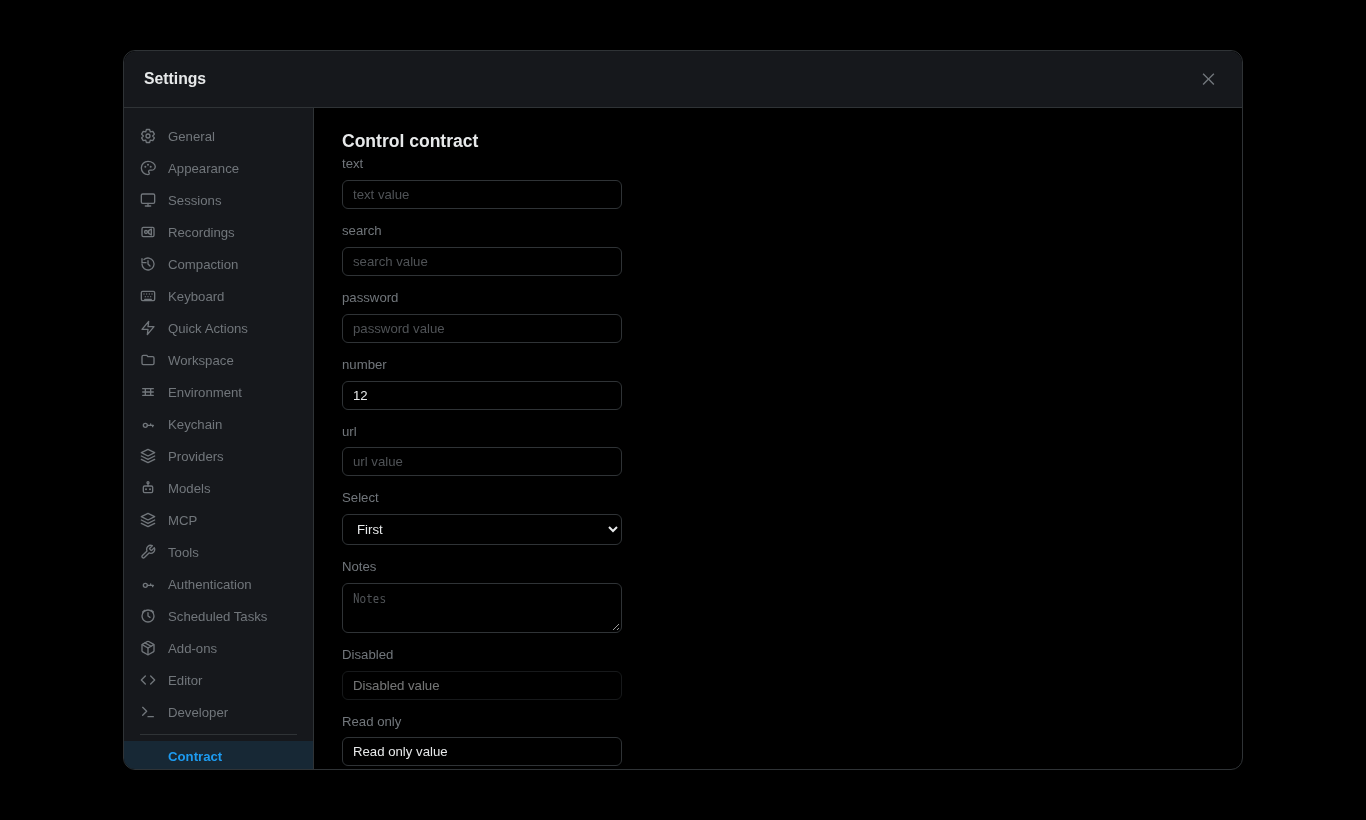 Settings
General
Appearance
Sessions
Recordings
Compaction
Keyboard
Quick Actions
Workspace
Environment
Keychain
Providers
Models
MCP
Tools
Authentication
Scheduled Tasks
Add-ons
Editor
Developer
Contract
Control contract
text
text value
search
search value
password
password value
number
12
url
url value
Select
First
Notes
Notes
Disabled
Disabled value
Read only
Read only value